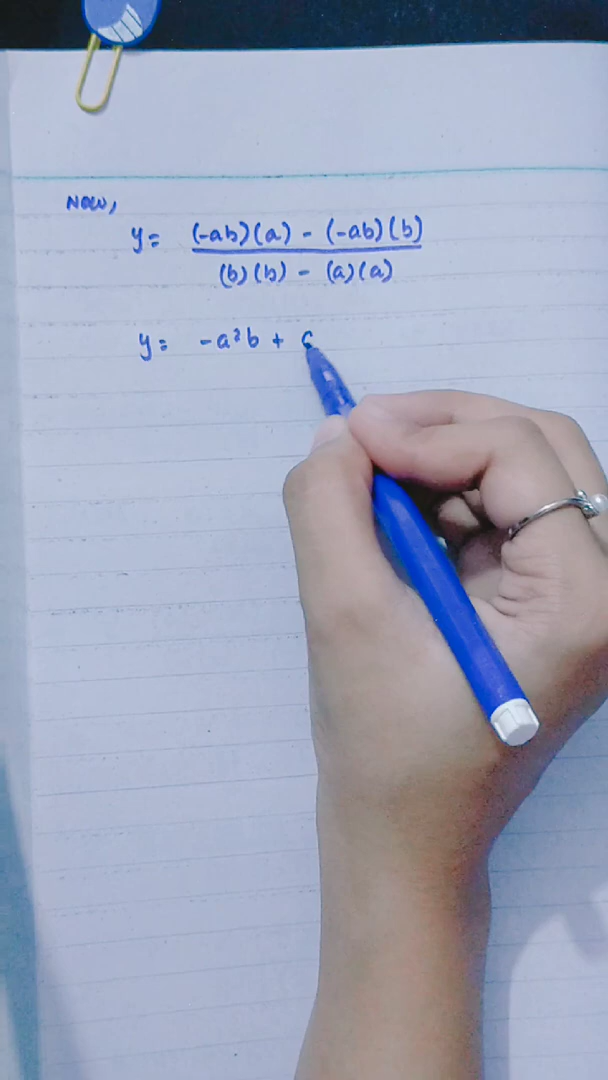 Now,
y = (-ab)(a) - (-ab)(b)
(b)(b) - (a)(a)
y = -a²b + a